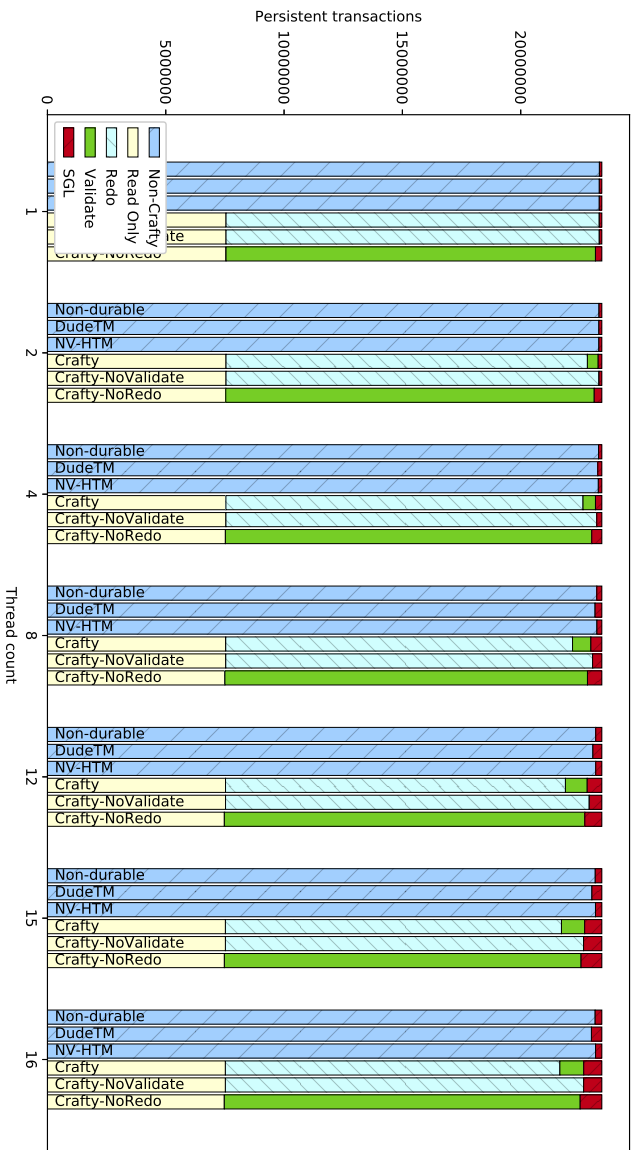 Persistent transactions
0
5000000
10000000
15000000
20000000
Non-Crafty
Read Only
Redo
Validate
SGL
Crafty-NoRedo
1
Non-durable
DudeTM
NV-HTM
Crafty
Crafty-NoValidate
Crafty-NoRedo
2
Non-durable
DudeTM
NV-HTM
Crafty
Crafty-NoValidate
Crafty-NoRedo
4
Non-durable
DudeTM
NV-HTM
Crafty
Crafty-NoValidate
Crafty-NoRedo
8
Non-durable
DudeTM
NV-HTM
Crafty
Crafty-NoValidate
Crafty-NoRedo
12
Non-durable
DudeTM
NV-HTM
Crafty
Crafty-NoValidate
Crafty-NoRedo
15
Non-durable
DudeTM
NV-HTM
Crafty
Crafty-NoValidate
Crafty-NoRedo
16
Thread count